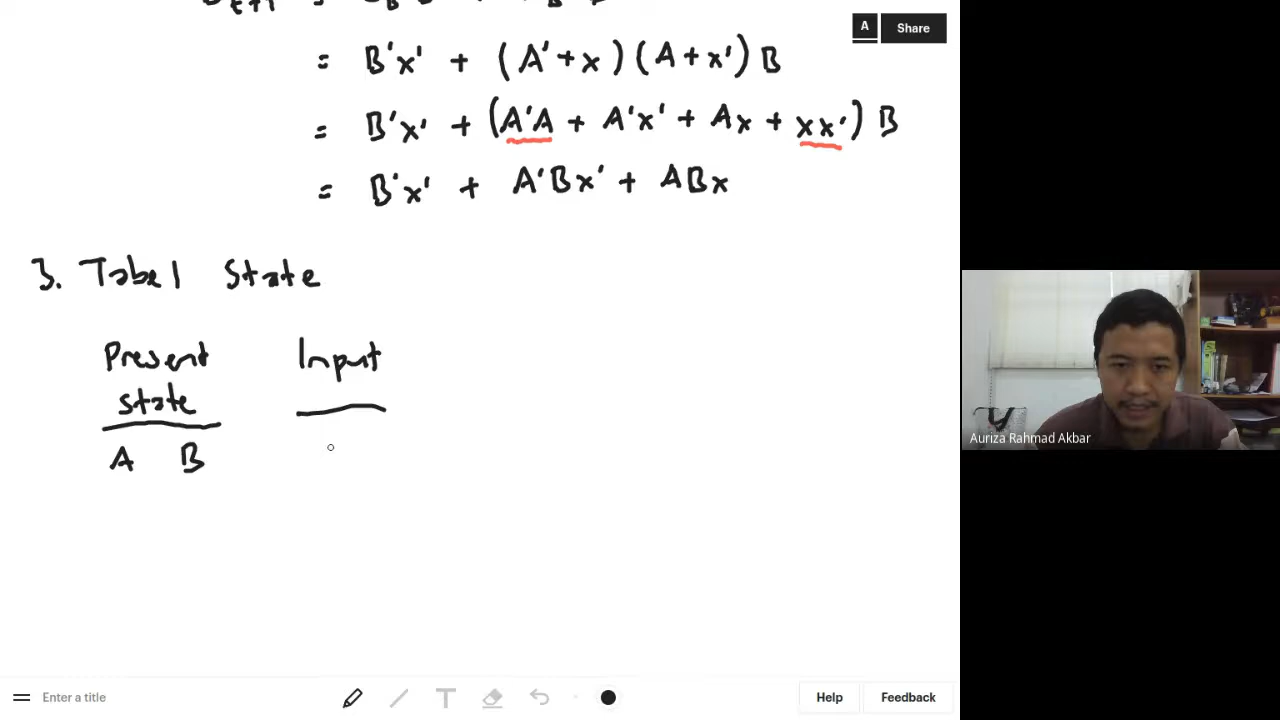 = B'x' + (A'+x)(A+x')B
= B'x' + (A'A + A'x' + Ax + xx')B
= B'x' + A'Bx' + ABx
3. Tabel State
Present state
Input
A B
A Share
Auriza Rahmad Akbar
Enter a title
T
Help
Feedback